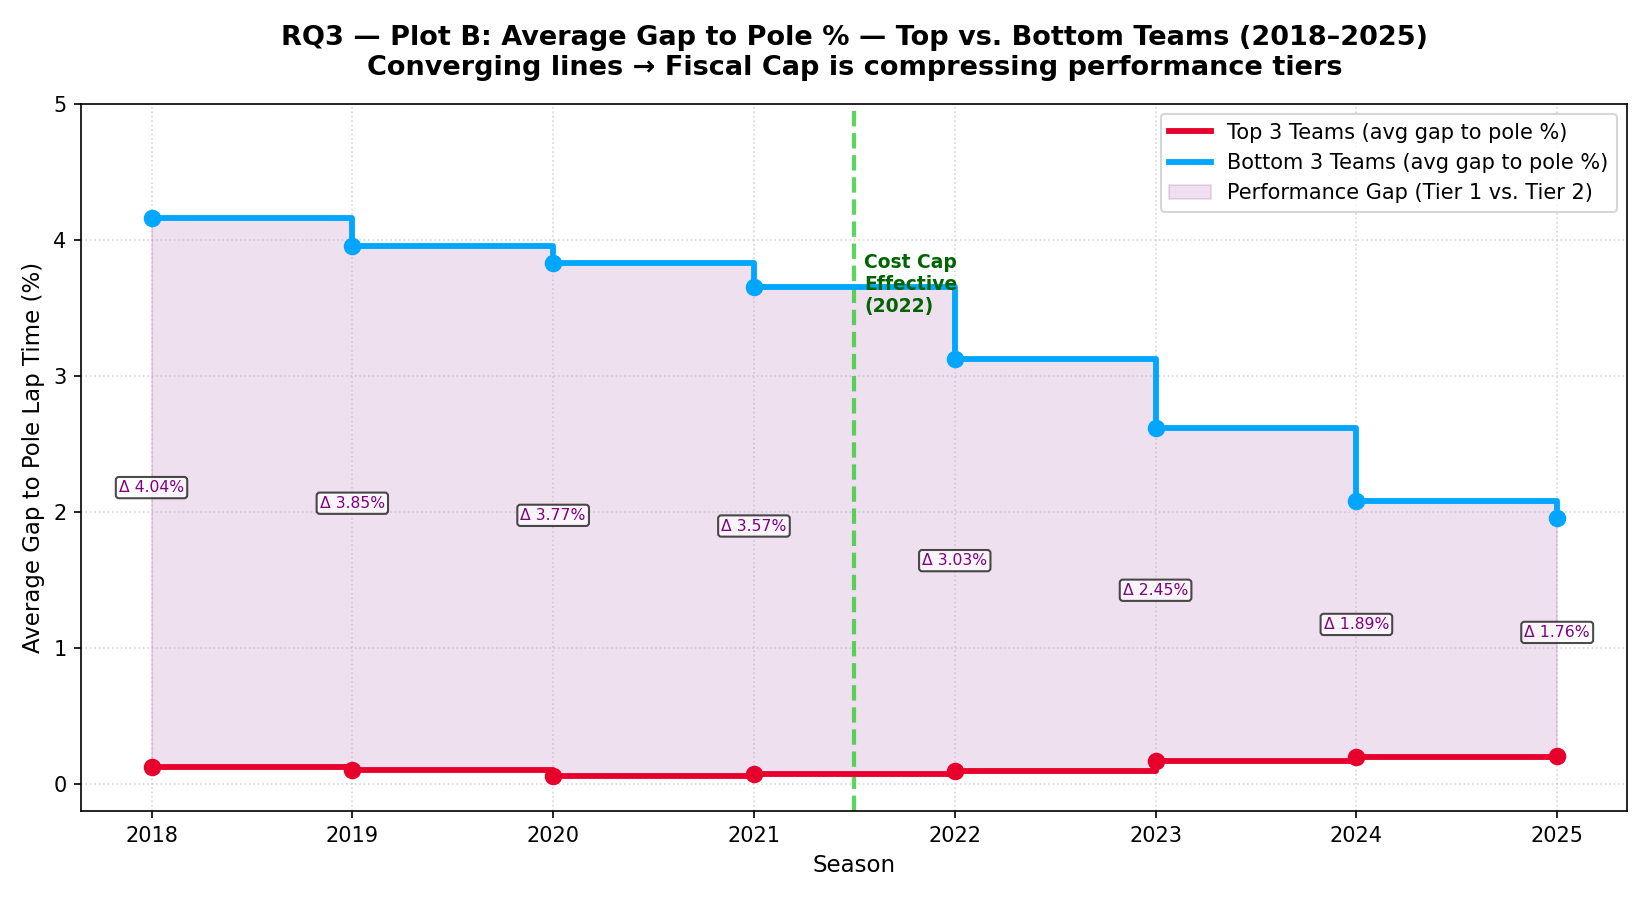 RQ3 — Plot B: Average Gap to Pole % — Top vs. Bottom Teams (2018–2025)
Converging lines → Fiscal Cap is compressing performance tiers
Top 3 Teams (avg gap to pole %)
Bottom 3 Teams (avg gap to pole %)
Performance Gap (Tier 1 vs. Tier 2)
Average Gap to Pole Lap Time (%)
5
4
3
2
1
0
Cost Cap
Effective
(2022)
Δ 4.04%
Δ 3.85%
Δ 3.77%
Δ 3.57%
Δ 3.03%
Δ 2.45%
Δ 1.89%
Δ 1.76%
2018
2019
2020
2021
2022
2023
2024
2025
Season